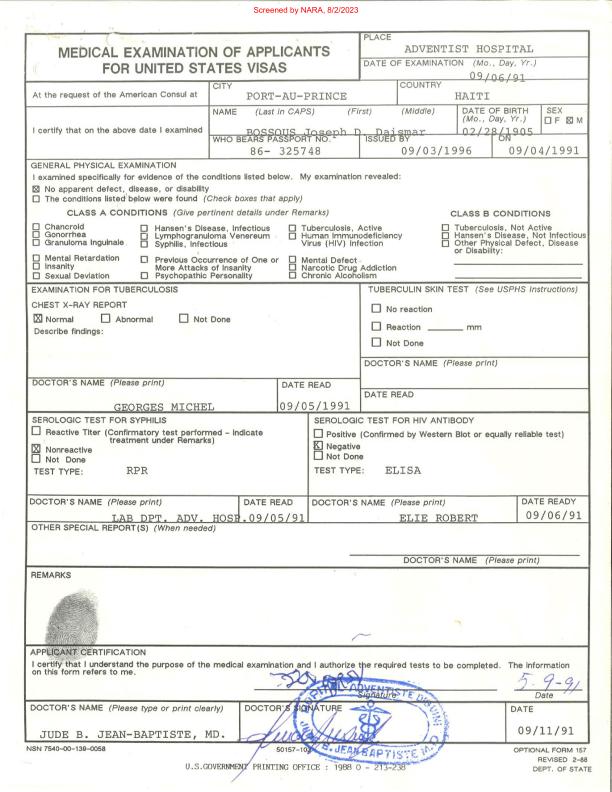 Screened by NARA, 8/2/2023
MEDICAL EXAMINATION OF APPLICANTS
FOR UNITED STATES VISAS
PLACE
ADVENTIST HOSPITAL
DATE OF EXAMINATION (Mo., Day, Yr.)
09/06/91
At the request of the American Consul at
CITY
PORT-AU-PRINCE
COUNTRY
HAITI
I certify that on the above date I examined
NAME (Last in CAPS) (First) (Middle)
BOSSOUS Joseph D. Daismar
DATE OF BIRTH
(Mo., Day, Yr.)
02/28/1905
SEX
☐ F ☒ M
WHO BEARS PASSPORT NO.
86- 325748
ISSUED BY
09/03/1996
ON
09/04/1991
GENERAL PHYSICAL EXAMINATION
I examined specifically for evidence of the conditions listed below. My examination revealed:
☒ No apparent defect, disease, or disability
☐ The conditions listed below were found (Check boxes that apply)
CLASS A CONDITIONS (Give pertinent details under Remarks)
☐ Chancroid
☐ Gonorrhea
☐ Granuloma Inguinale
☐ Hansen's Disease, Infectious
☐ Lymphogranuloma Venereum
☐ Syphilis, Infectious
☐ Tuberculosis, Active
☐ Human Immunodeficiency
Virus (HIV) Infection
☐ Mental Retardation
☐ Insanity
☐ Sexual Deviation
☐ Previous Occurrence of One or
More Attacks of Insanity
☐ Psychopathic Personality
☐ Mental Defect
☐ Narcotic Drug Addiction
☐ Chronic Alcoholism
CLASS B CONDITIONS
☐ Tuberculosis, Not Active
☐ Hansen's Disease, Not Infectious
☐ Other Physical Defect, Disease
or Disability:
EXAMINATION FOR TUBERCULOSIS
CHEST X-RAY REPORT
☒ Normal ☐ Abnormal ☐ Not Done
Describe findings:
DOCTOR'S NAME (Please print)
GEORGES MICHEL
DATE READ
09/05/1991
TUBERCULIN SKIN TEST (See USPHS Instructions)
☐ No reaction
☐ Reaction ______ mm
☐ Not Done
DOCTOR'S NAME (Please print)
DATE READ
SEROLOGIC TEST FOR SYPHILIS
☐ Reactive Titer (Confirmatory test performed - Indicate
treatment under Remarks)
☒ Nonreactive
☐ Not Done
TEST TYPE: RPR
DOCTOR'S NAME (Please print)
LAB DPT. ADV. HOSP.
DATE READ
09/05/91
SEROLOGIC TEST FOR HIV ANTIBODY
☐ Positive (Confirmed by Western Blot or equally reliable test)
☒ Negative
☐ Not Done
TEST TYPE: ELISA
DOCTOR'S NAME (Please print)
ELIE ROBERT
DATE READY
09/06/91
OTHER SPECIAL REPORT(S) (When needed)
DOCTOR'S NAME (Please print)
REMARKS
APPLICANT CERTIFICATION
I certify that I understand the purpose of the medical examination and I authorize the required tests to be completed. The information
on this form refers to me.
Signature
5-9-91
Date
DOCTOR'S NAME (Please type or print clearly)
JUDE B. JEAN-BAPTISTE, MD.
DOCTOR'S SIGNATURE
ADVENTISTE
JUDE B. JEAN BAPTISTE M.D.
DATE
09/11/91
NSN 7540-00-139-0058
50157-10
OPTIONAL FORM 157
REVISED 2-88
DEPT. OF STATE
U.S.GOVERNMENT PRINTING OFFICE : 1988 O - 213-238